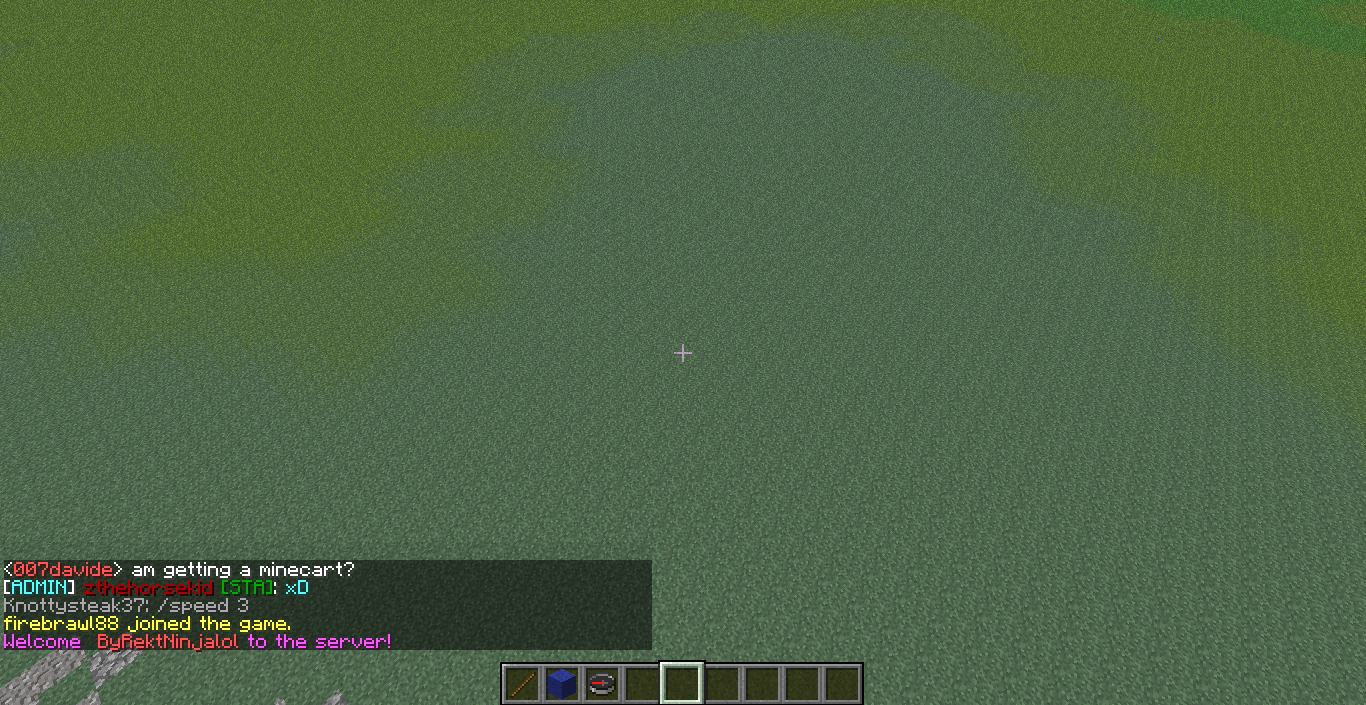 <007davide> am getting a minecart?
[ADMIN] zthehorsekid [STA]: xD
Knottysteak37: /speed 3
firebrawl88 joined the game.
Welcome ByRektNinjalol to the server!